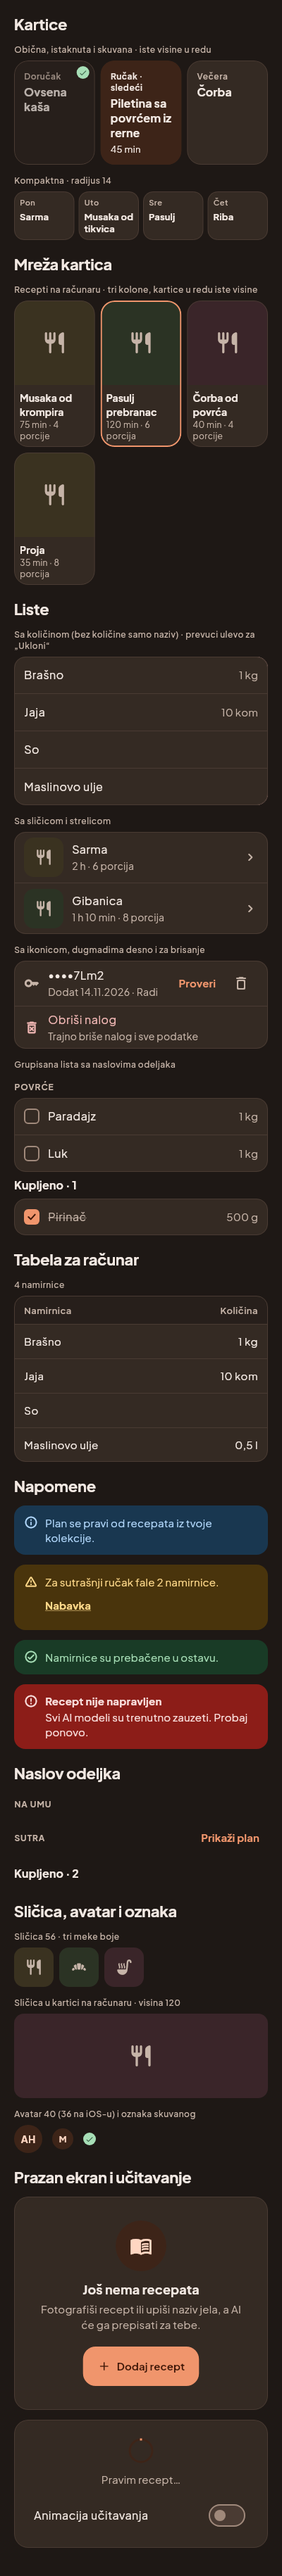 Kartice
Obična, istaknuta i skuvana · iste visine u redu
Doručak
Ovsena
kaša
Ručak ·
sledeći
Piletina sa
povrćem iz
rerne
45 min
Večera
Čorba
Kompaktna · radijus 14
Pon
Sarma
Uto
Musaka od
tikvica
Sre
Pasulj
Čet
Riba
Mreža kartica
Recepti na računaru · tri kolone, kartice u redu iste visine
Musaka od
krompira
75 min · 4
porcije
Pasulj
prebranac
120 min · 6
porcija
Čorba od
povrća
40 min · 4
porcije
Proja
35 min · 8
porcija
Liste
Sa količinom (bez količine samo naziv) · prevuci ulevo za
„Ukloni“
Brašno 1 kg
Jaja 10 kom
So
Maslinovo ulje
Sa sličicom i strelicom
Sarma
2 h · 6 porcija
Gibanica
1 h 10 min · 8 porcija
Sa ikonicom, dugmadima desno i za brisanje
••••7Lm2
Dodat 14.11.2026 · Radi
Proveri
Obriši nalog
Trajno briše nalog i sve podatke
Grupisana lista sa naslovima odeljaka
POVRĆE
Paradajz 1 kg
Luk 1 kg
Kupljeno · 1
Pirinač 500 g
Tabela za računar
4 namirnice
Namirnica Količina
Brašno 1 kg
Jaja 10 kom
So
Maslinovo ulje 0,5 l
Napomene
Plan se pravi od recepata iz tvoje
kolekcije.
Za sutrašnji ručak fale 2 namirnice.
Nabavka
Namirnice su prebačene u ostavu.
Recept nije napravljen
Svi AI modeli su trenutno zauzeti. Probaj
ponovo.
Naslov odeljka
NA UMU
SUTRA Prikaži plan
Kupljeno · 2
Sličica, avatar i oznaka
Sličica 56 · tri meke boje
Sličica u kartici na računaru · visina 120
Avatar 40 (36 na iOS-u) i oznaka skuvanog
AH M
Prazan ekran i učitavanje
Još nema recepata
Fotografiši recept ili upiši naziv jela, a AI
će ga prepisati za tebe.
Dodaj recept
Pravim recept…
Animacija učitavanja